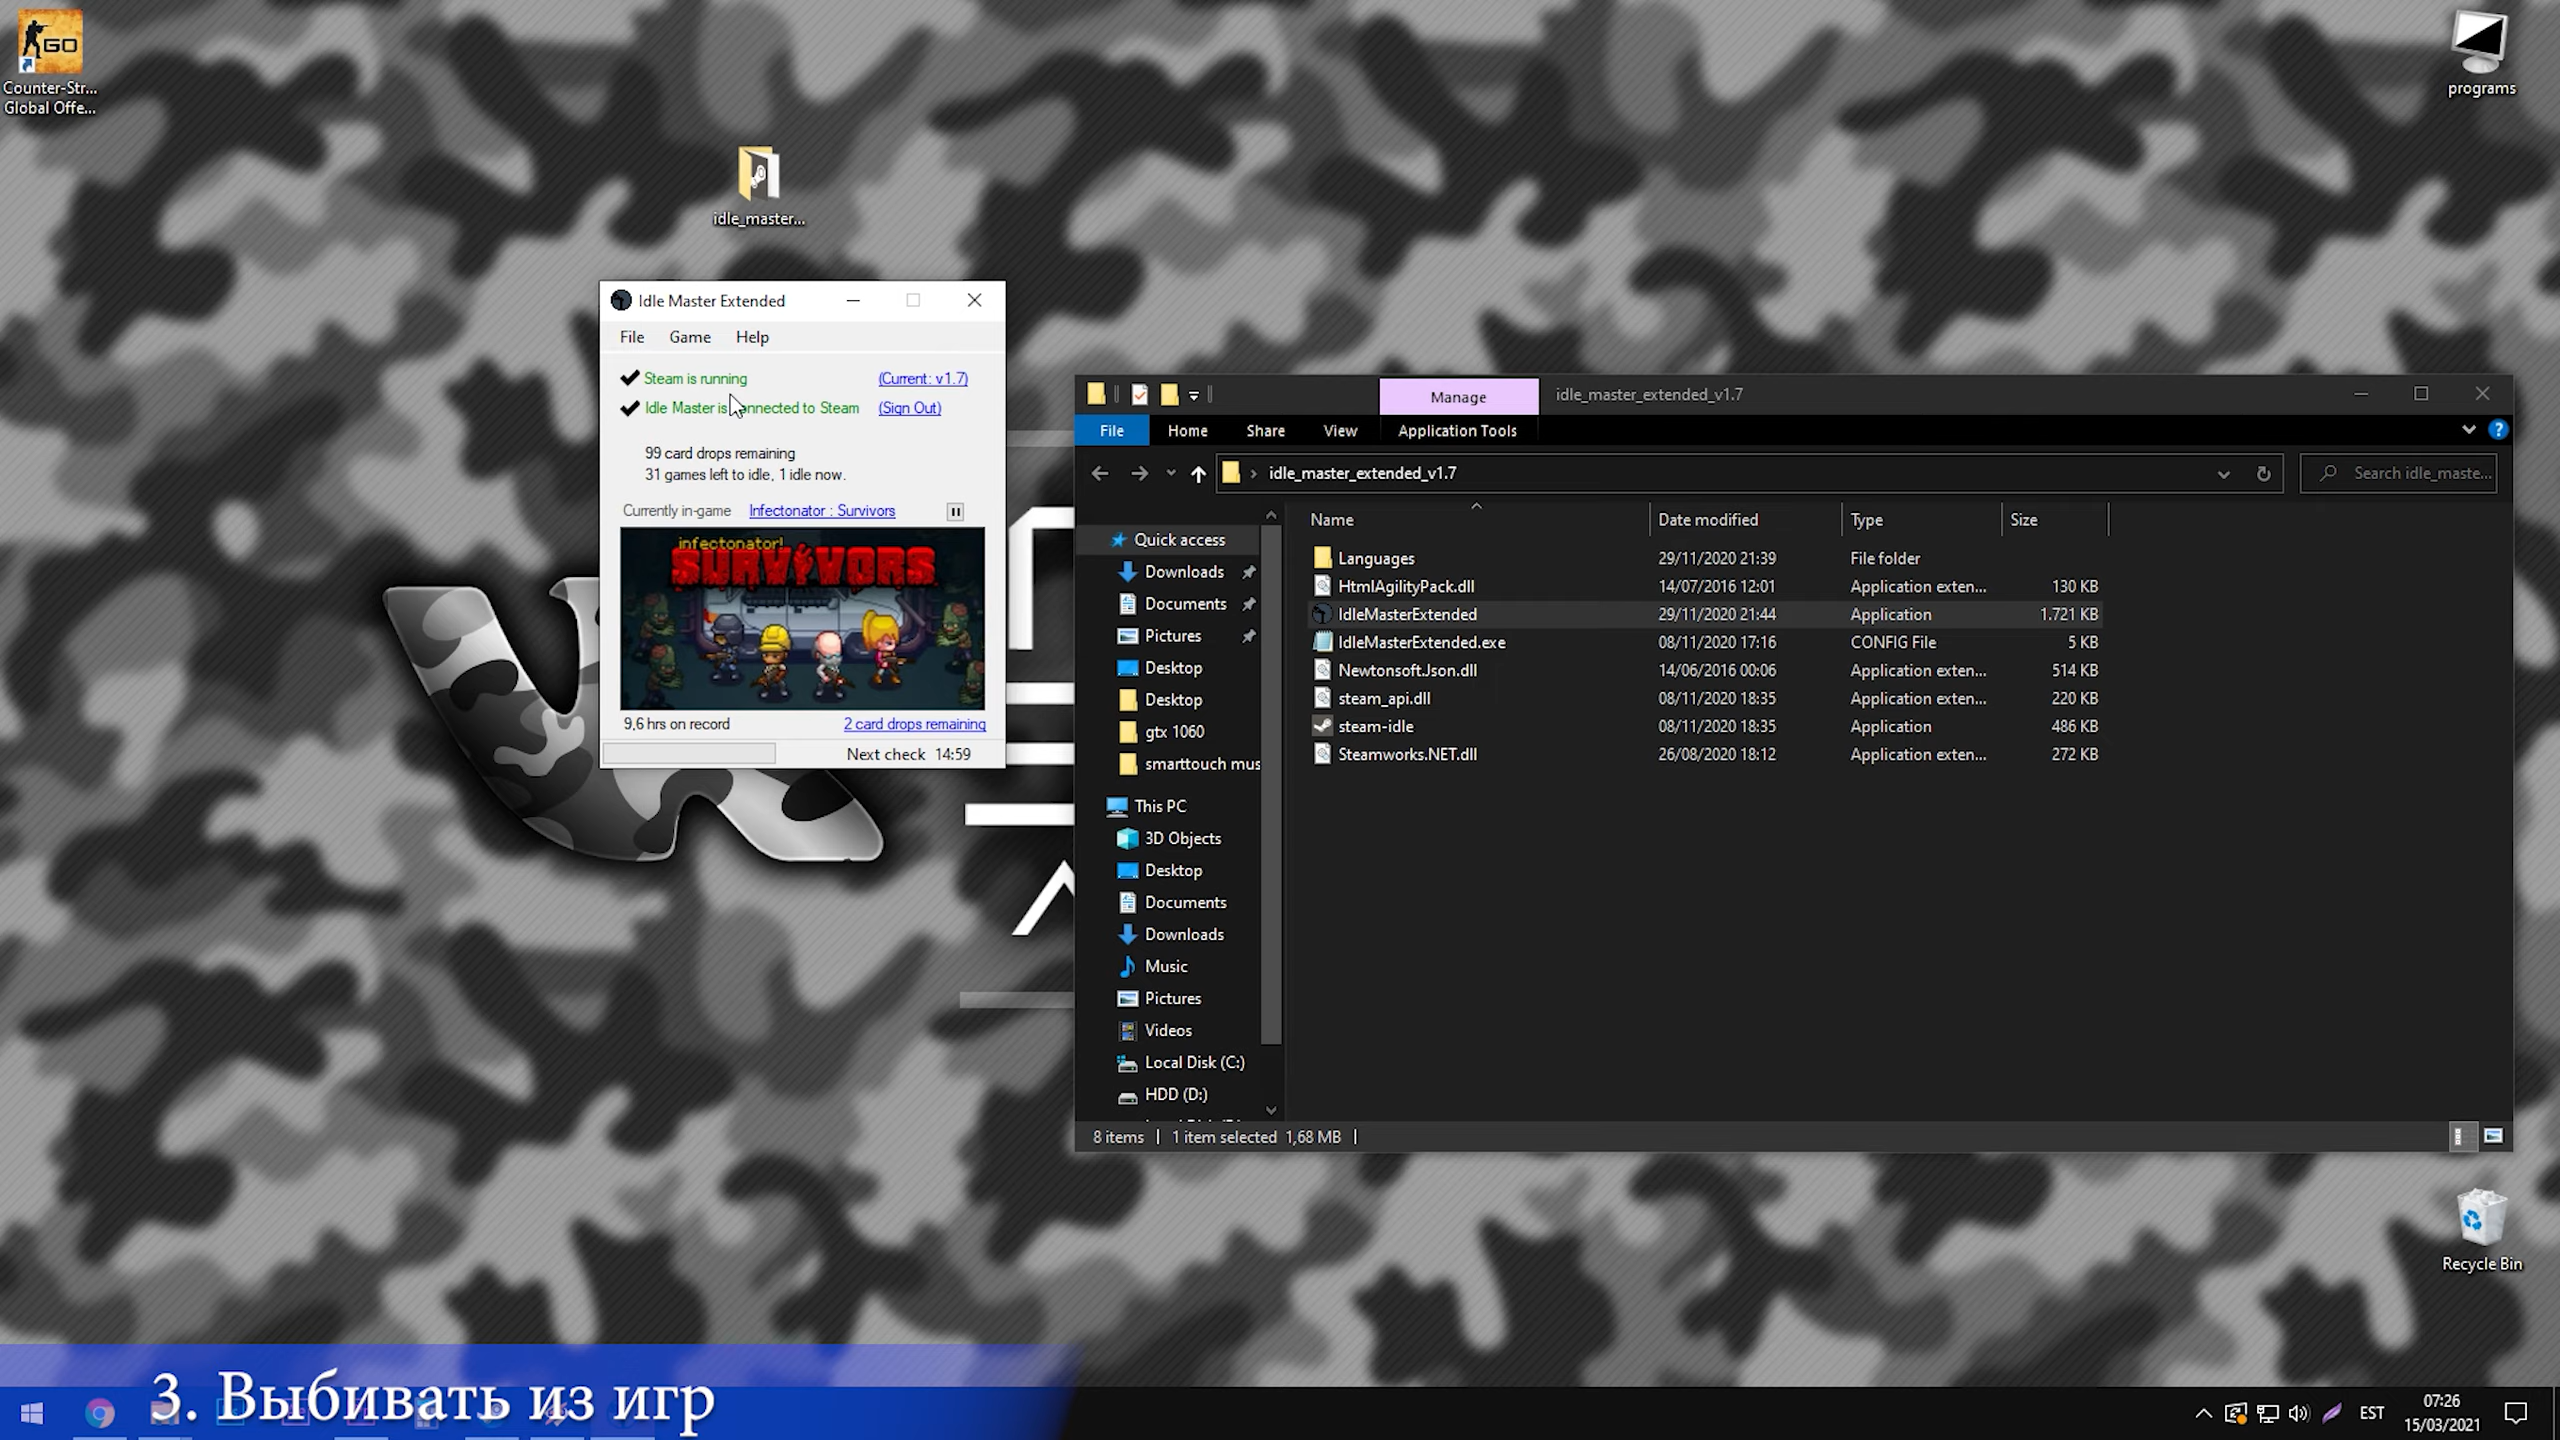 GO
Counter-Str...
Global Offe...
programs
idle_master...
Idle Master Extended
File Game Help
Steam is running (Current: v1.7)
Idle Master is nnected to Steam (Sign Out)
99 card drops remaining
31 games left to idle, 1 idle now.
Currently in-game Infectonator : Survivors
infectonator!
SURVIVORS
9,6 hrs on record 2 card drops remaining
Next check 14:59
Manage idle_master_extended_v1.7
File Home Share View Application Tools
idle_master_extended_v1.7 Search idle_maste...
Name Date modified Type Size
Quick access
Downloads
Documents
Pictures
Desktop
Desktop
gtx 1060
smarttouch mus
This PC
3D Objects
Desktop
Documents
Downloads
Music
Pictures
Videos
Local Disk (C:)
HDD (D:)
Languages 29/11/2020 21:39 File folder
HtmlAgilityPack.dll 14/07/2016 12:01 Application exten... 130 KB
IdleMasterExtended 29/11/2020 21:44 Application 1.721 KB
IdleMasterExtended.exe 08/11/2020 17:16 CONFIG File 5 KB
Newtonsoft.Json.dll 14/06/2016 00:06 Application exten... 514 KB
steam_api.dll 08/11/2020 18:35 Application exten... 220 KB
steam-idle 08/11/2020 18:35 Application 486 KB
Steamworks.NET.dll 26/08/2020 18:12 Application exten... 272 KB
8 items 1 item selected 1,68 MB
Recycle Bin
3. Выбивать из игр
EST
07:26
15/03/2021